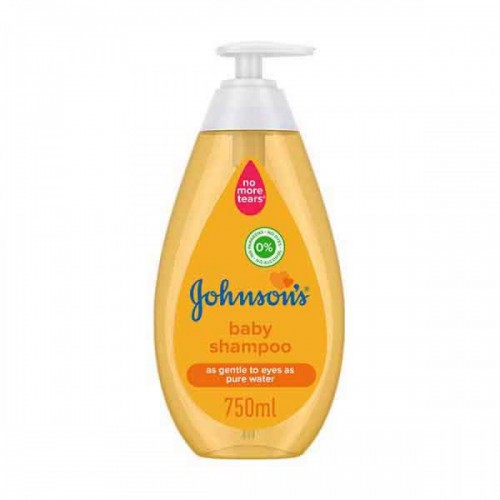 no
more
tears®
0%
Johnson's®
baby
shampoo
as gentle to eyes as
pure water
750ml